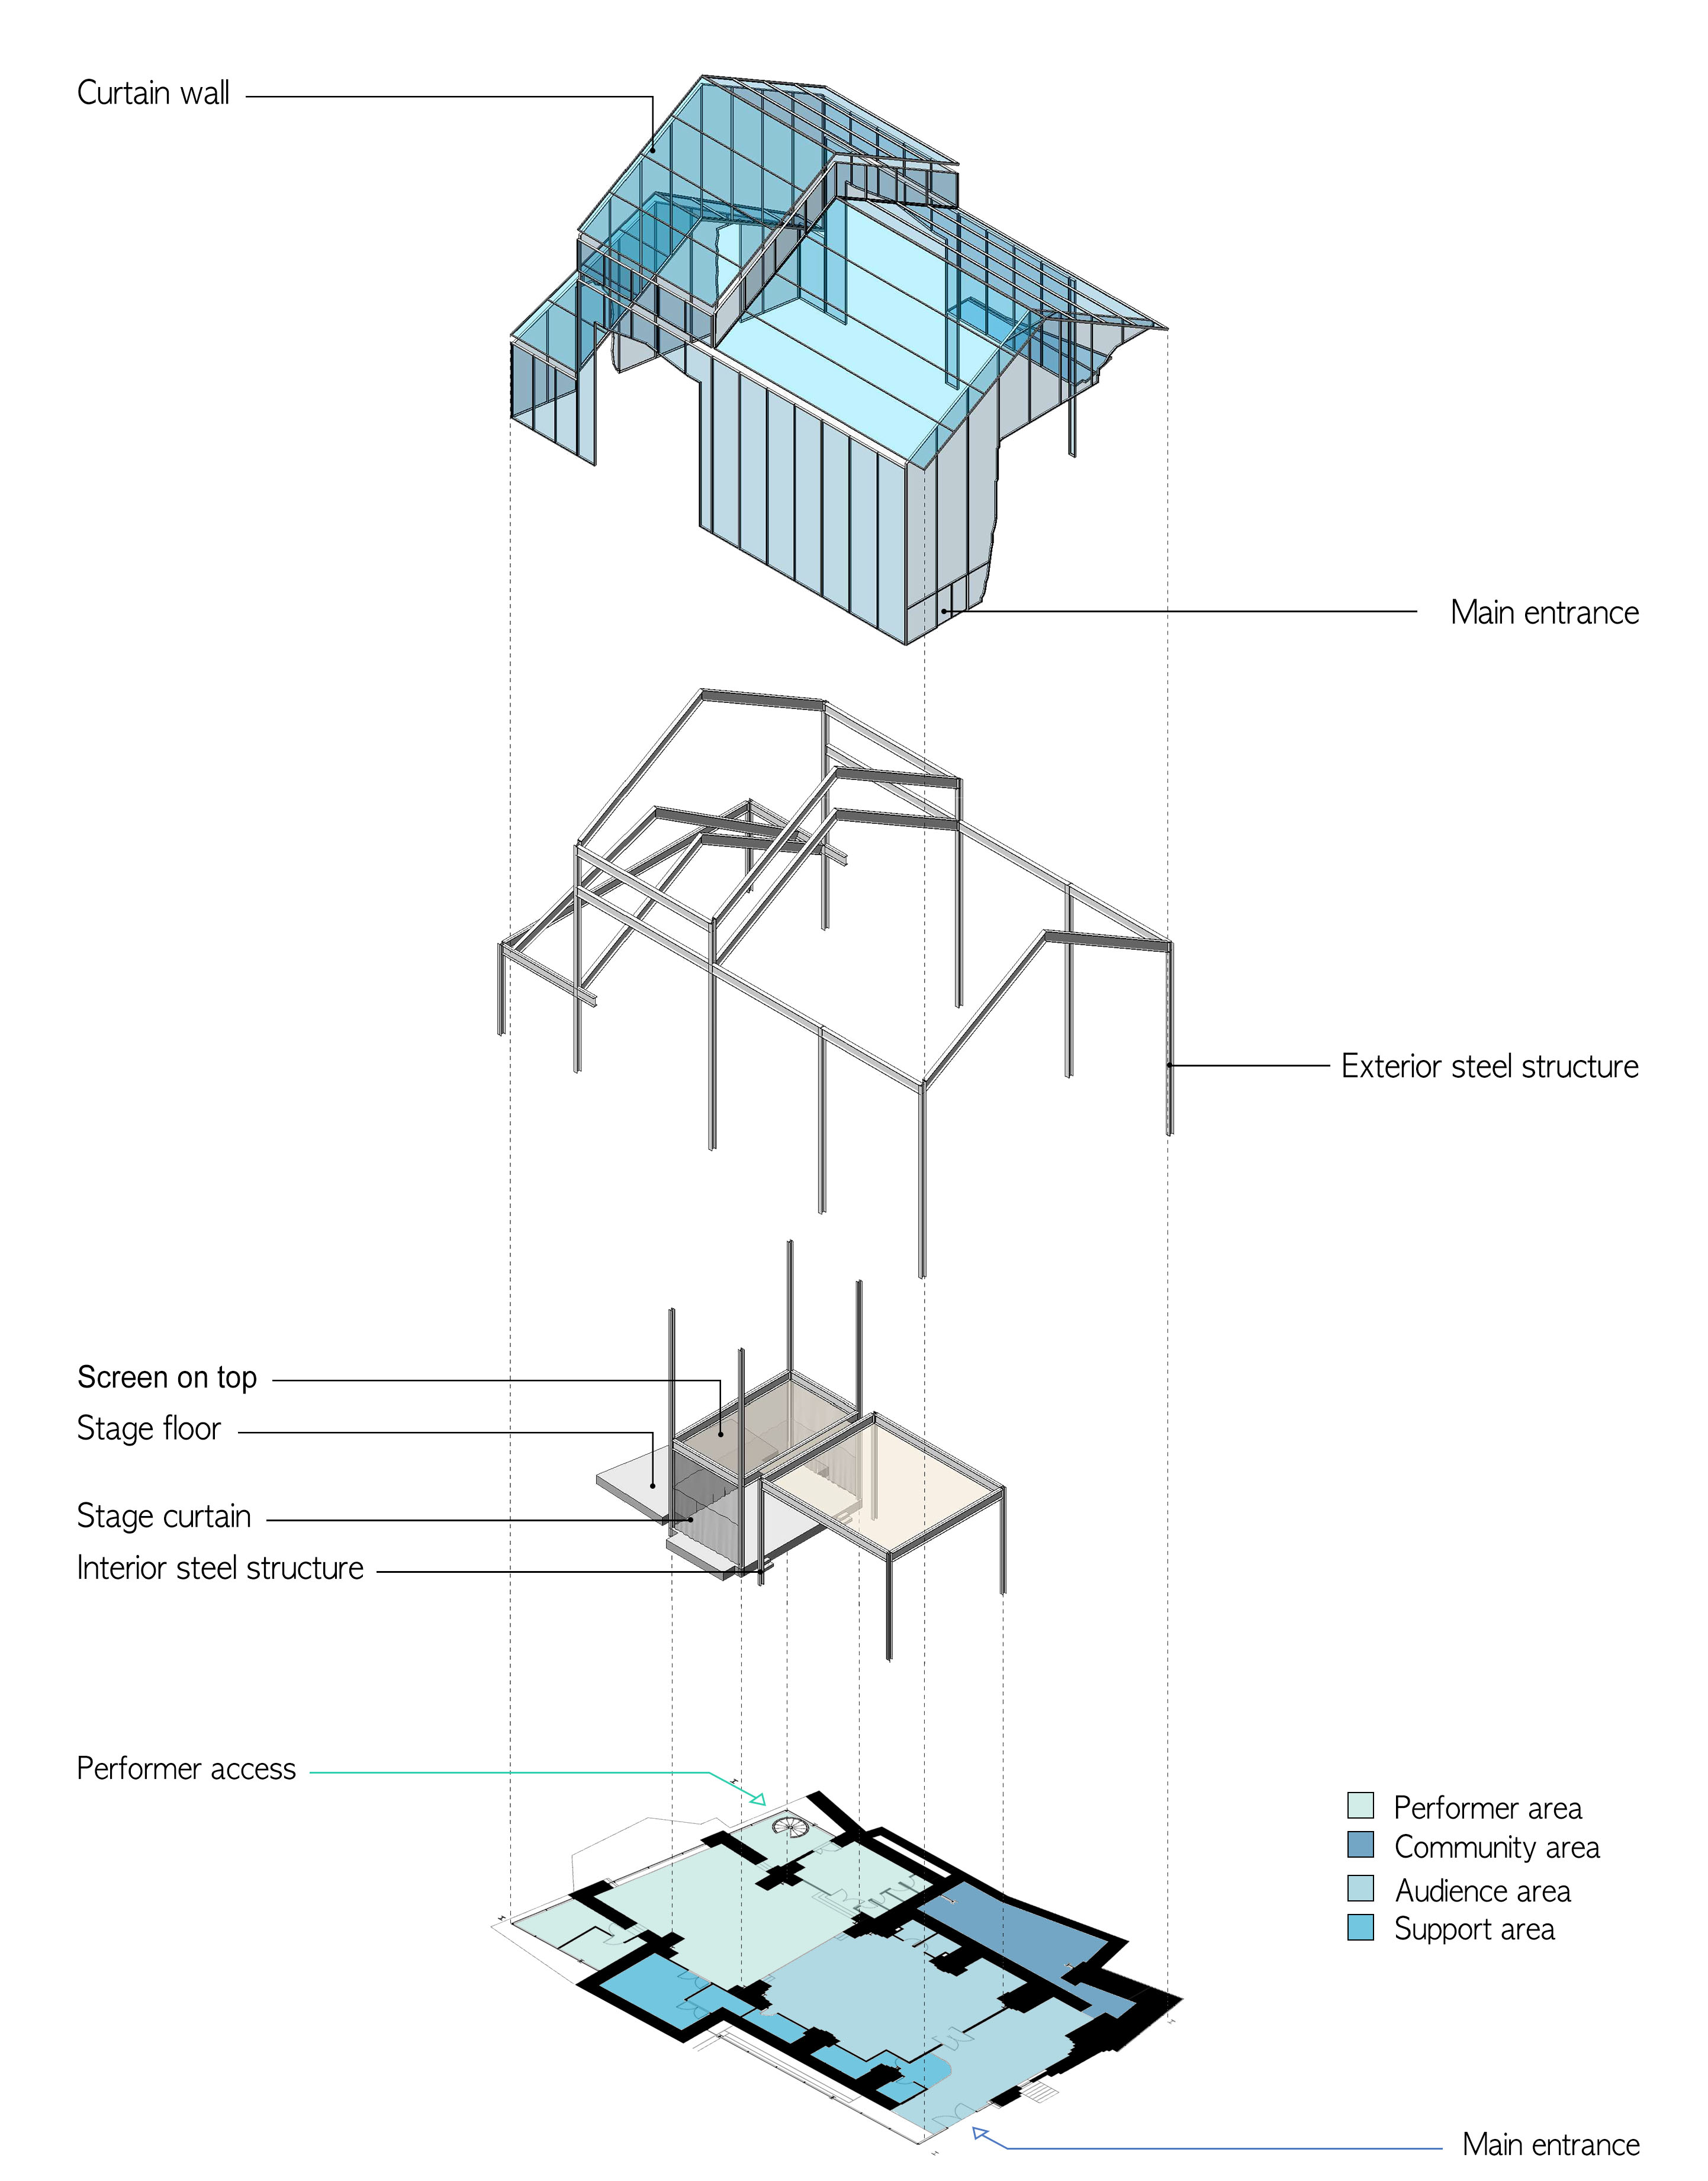 Curtain wall
Main entrance
Exterior steel structure
Screen on top
Stage floor
Stage curtain
Interior steel structure
Performer access
Performer area
Community area
Audience area
Support area
Main entrance